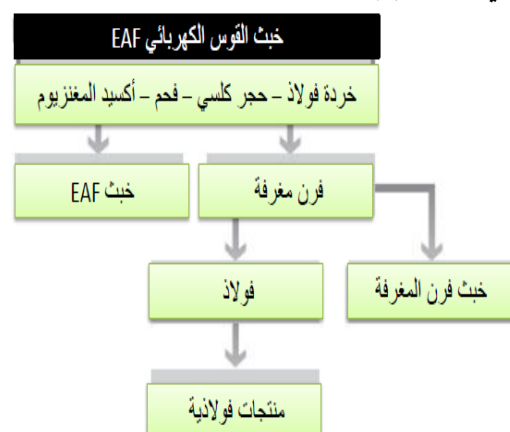 خبث القوس الكهربائي EAF
خردة فولاذ – حجر كلسي – فحم – أكسيد المغنزيوم
فرن مغرفة
خبث EAF
فولاذ
خبث فرن المغرفة
منتجات فولاذية